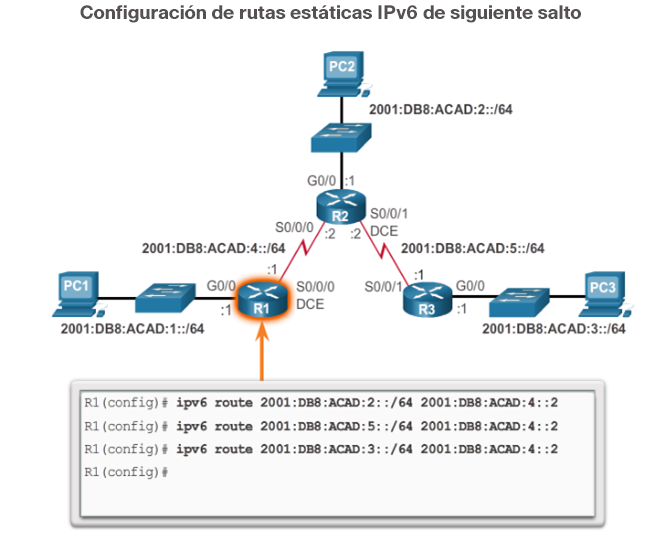 Configuración de rutas estáticas IPv6 de siguiente salto
PC2
2001:DB8:ACAD:2::/64
G0/0 :1
R2
S0/0/0 :2
:2 S0/0/1
DCE
2001:DB8:ACAD:4::/64
2001:DB8:ACAD:5::/64
:1
:1
PC1
G0/0
:1
R1
S0/0/0
DCE
S0/0/1
R3
G0/0
:1
PC3
2001:DB8:ACAD:1::/64
2001:DB8:ACAD:3::/64
R1(config)# ipv6 route 2001:DB8:ACAD:2::/64 2001:DB8:ACAD:4::2
R1(config)# ipv6 route 2001:DB8:ACAD:5::/64 2001:DB8:ACAD:4::2
R1(config)# ipv6 route 2001:DB8:ACAD:3::/64 2001:DB8:ACAD:4::2
R1(config)#